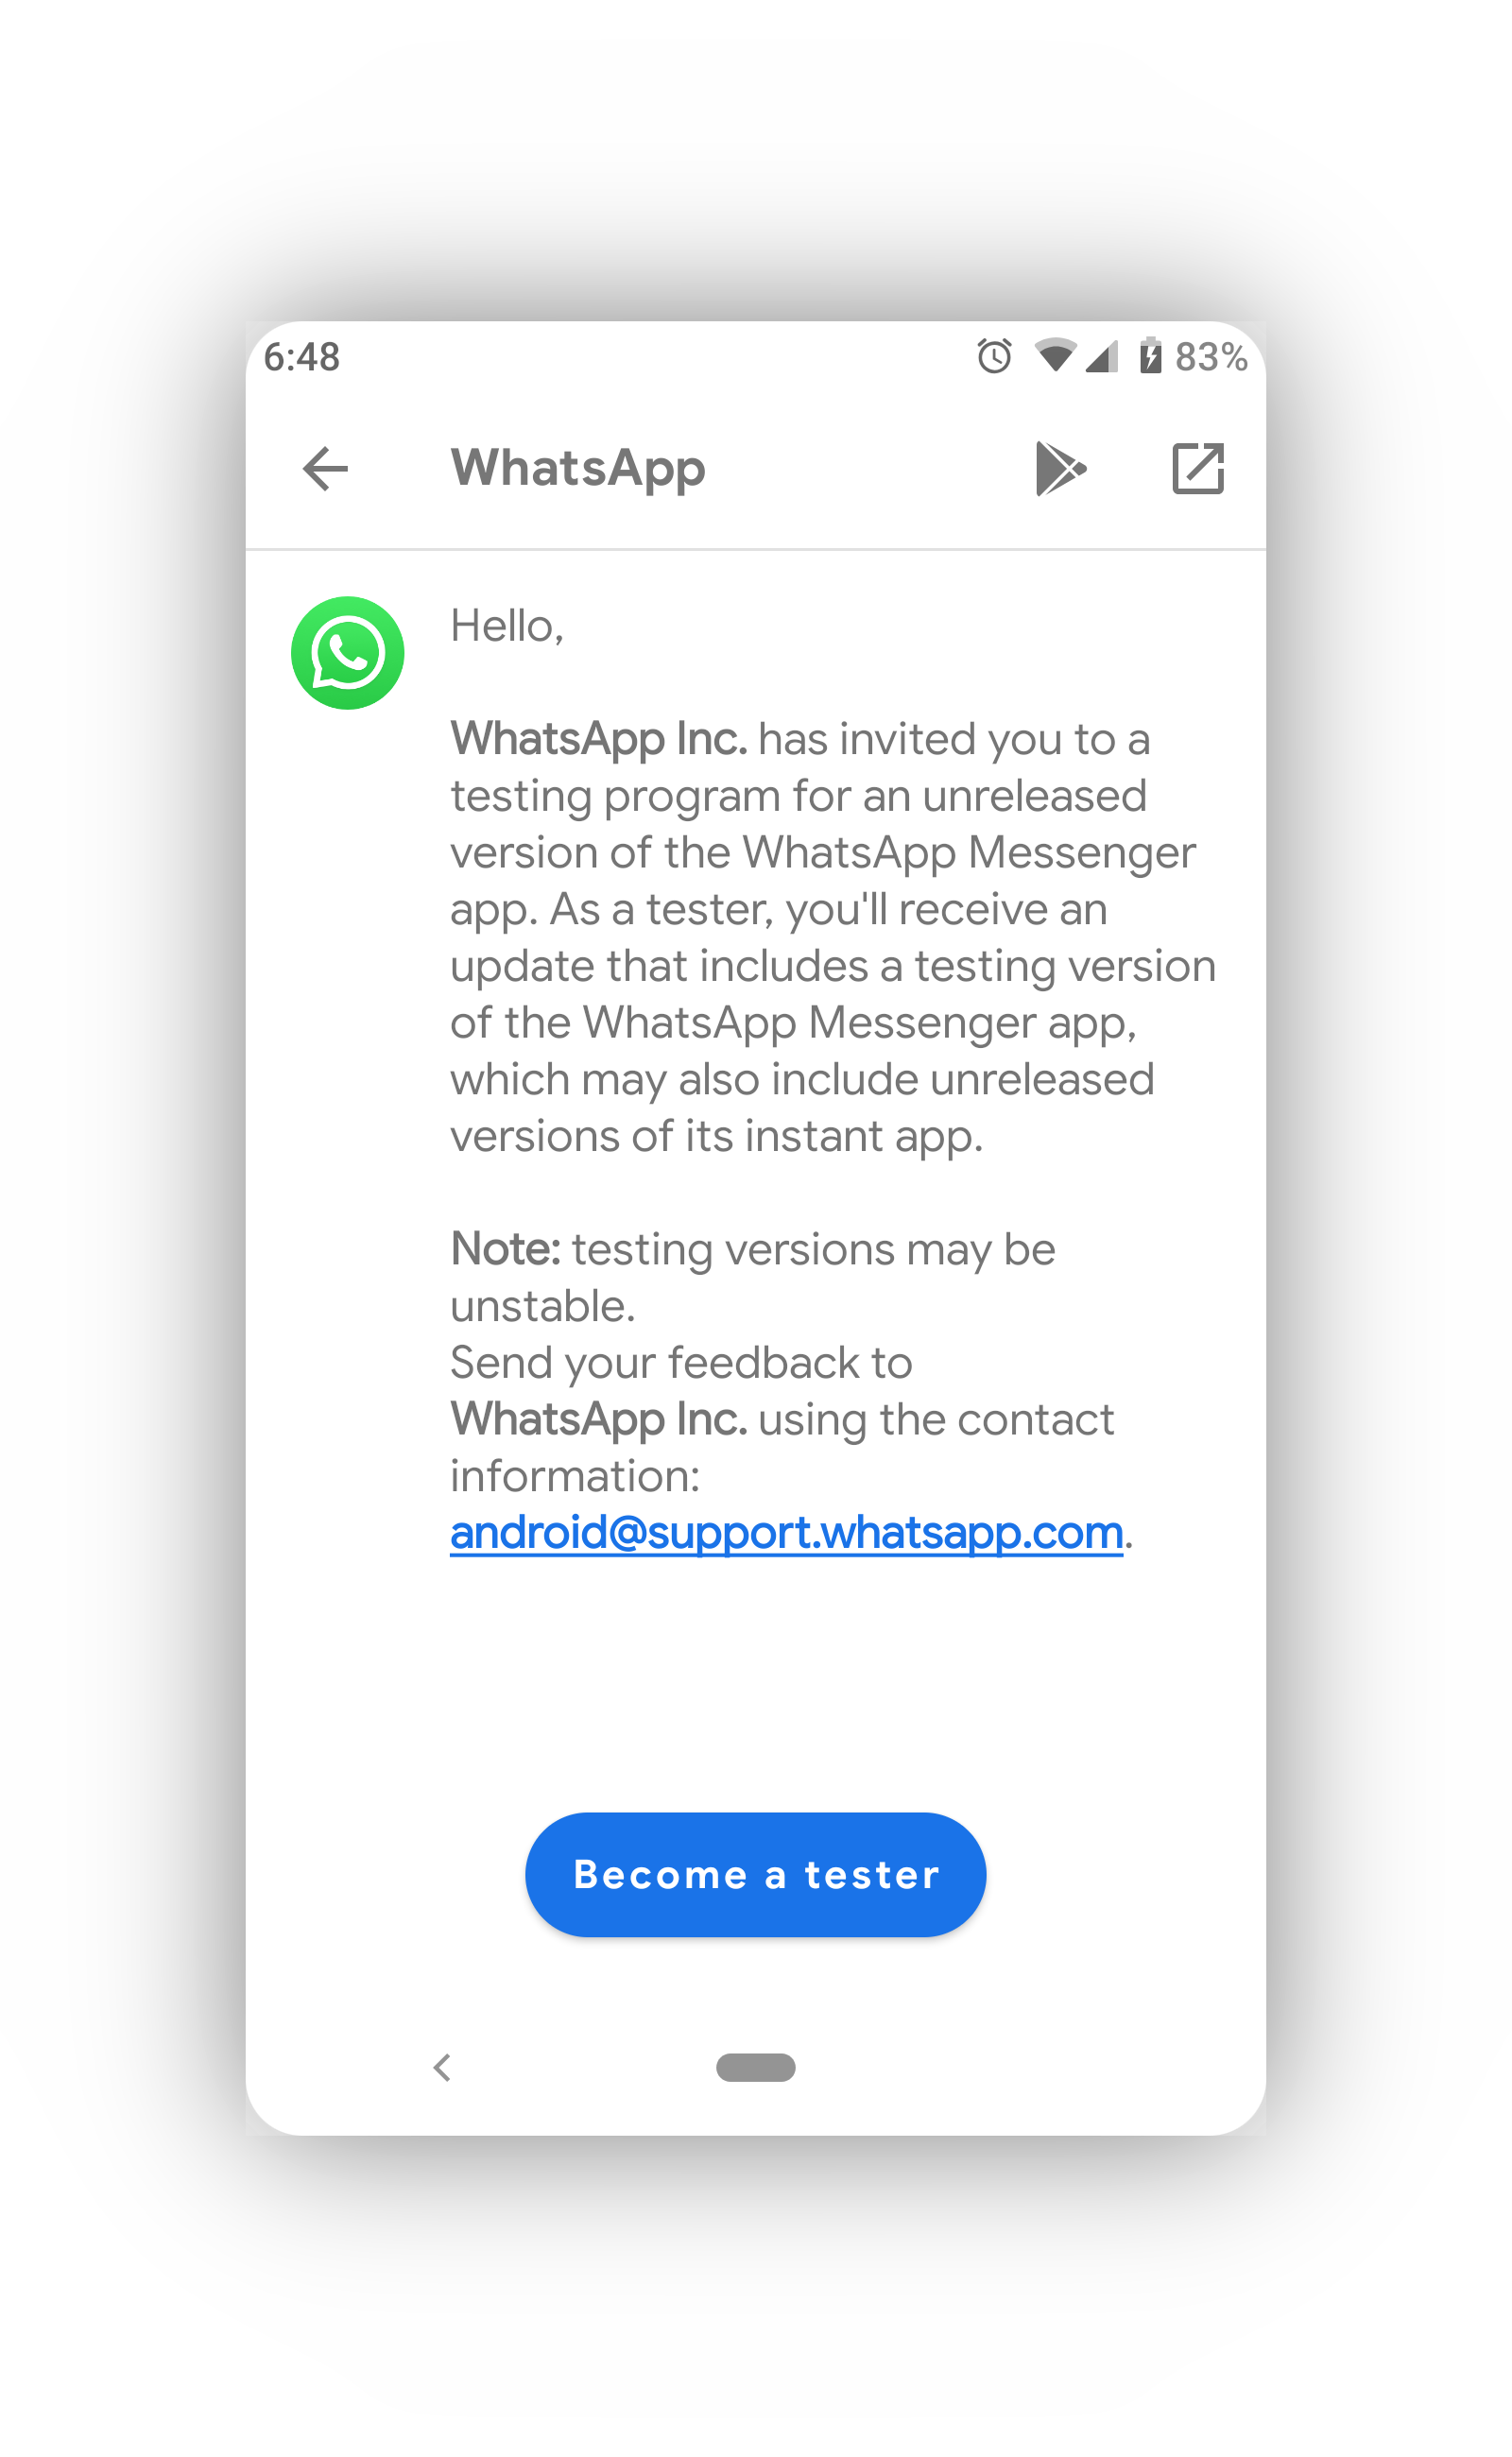 6:48 83%
WhatsApp
Hello,
WhatsApp Inc. has invited you to a
testing program for an unreleased
version of the WhatsApp Messenger
app. As a tester, you'll receive an
update that includes a testing version
of the WhatsApp Messenger app,
which may also include unreleased
versions of its instant app.
Note: testing versions may be
unstable.
Send your feedback to
WhatsApp Inc. using the contact
information:
android@support.whatsapp.com.
Become a tester